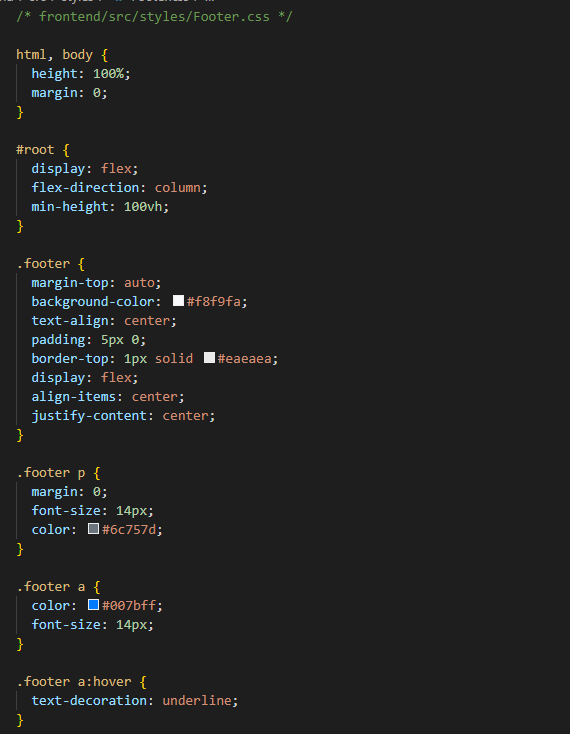 /* frontend/src/styles/Footer.css */
html, body {
height: 100%;
margin: 0;
}
#root {
display: flex;
flex-direction: column;
min-height: 100vh;
}
.footer {
margin-top: auto;
background-color: #f8f9fa;
text-align: center;
padding: 5px 0;
border-top: 1px solid #eaeaea;
display: flex;
align-items: center;
justify-content: center;
}
.footer p {
margin: 0;
font-size: 14px;
color: #6c757d;
}
.footer a {
color: #007bff;
font-size: 14px;
}
.footer a:hover {
text-decoration: underline;
}